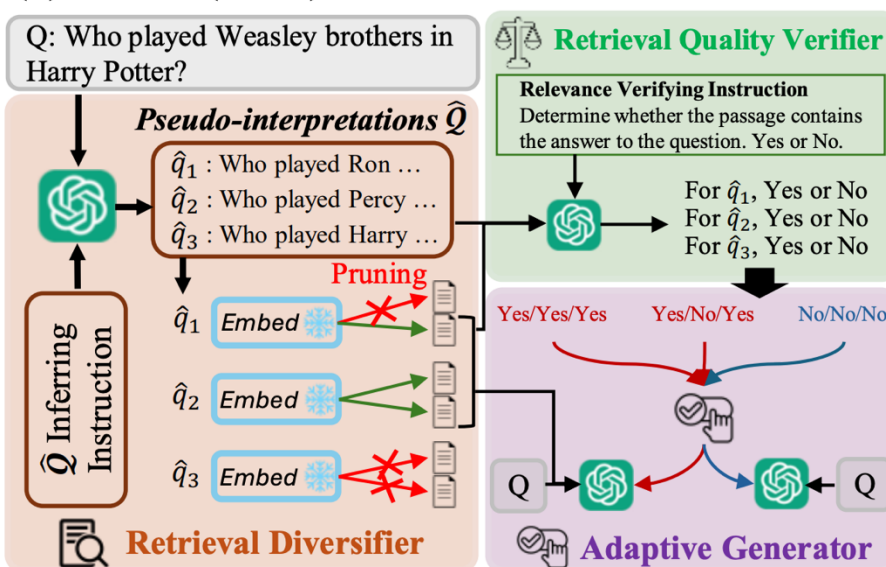 Q: Who played Weasley brothers in
Harry Potter?
Pseudo-interpretations Q̂
q̂₁ : Who played Ron …
q̂₂ : Who played Percy …
q̂₃ : Who played Harry …
Q̂ Inferring
Instruction
Pruning
q̂₁ Embed
q̂₂ Embed
q̂₃ Embed
Retrieval Diversifier
Retrieval Quality Verifier
Relevance Verifying Instruction
Determine whether the passage contains
the answer to the question. Yes or No.
For q̂₁, Yes or No
For q̂₂, Yes or No
For q̂₃, Yes or No
Yes/Yes/Yes Yes/No/Yes No/No/No
Q Q
Adaptive Generator